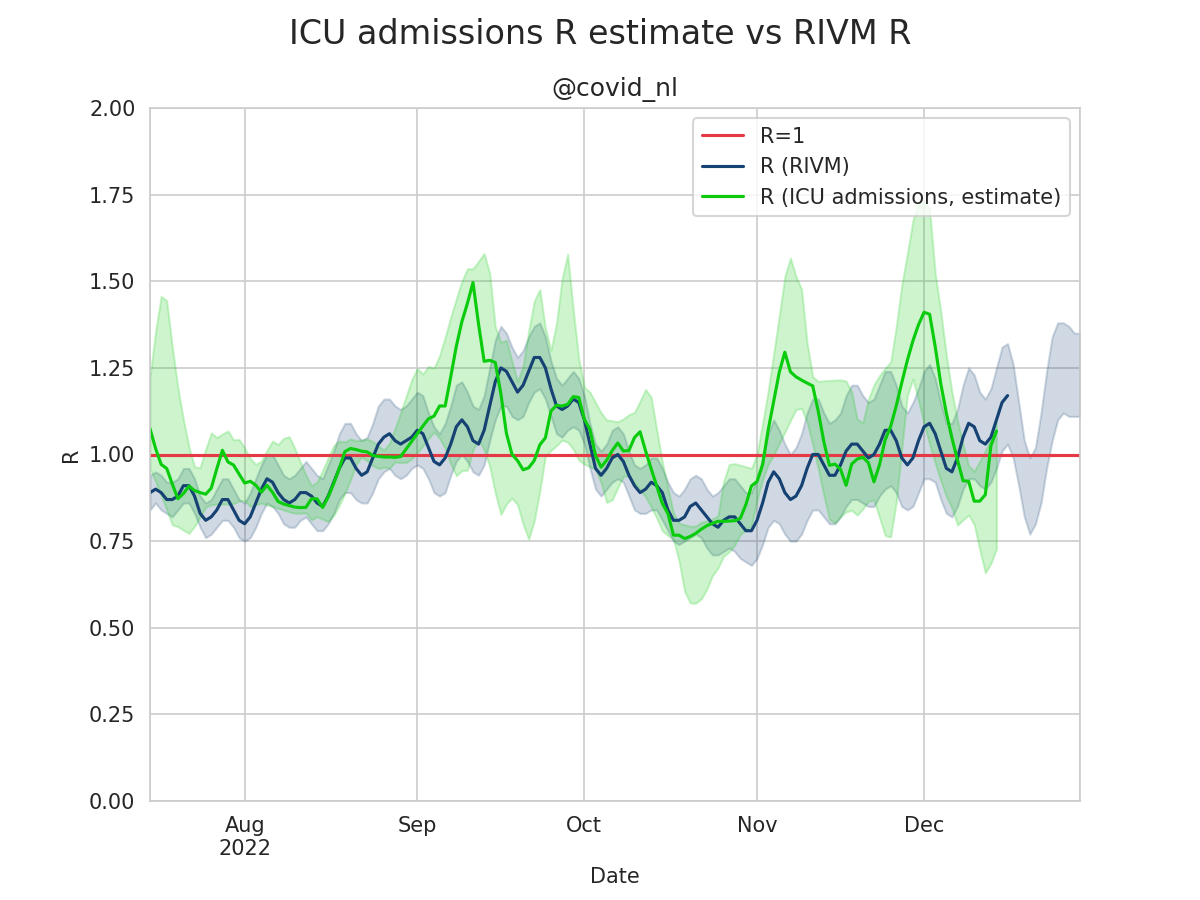 ICU admissions R estimate vs RIVM R
@covid_nl
R=1
R (RIVM)
R (ICU admissions, estimate)
2.00
1.75
1.50
1.25
1.00
0.75
0.50
0.25
0.00
R
Aug
2022
Sep
Oct
Nov
Dec
Date